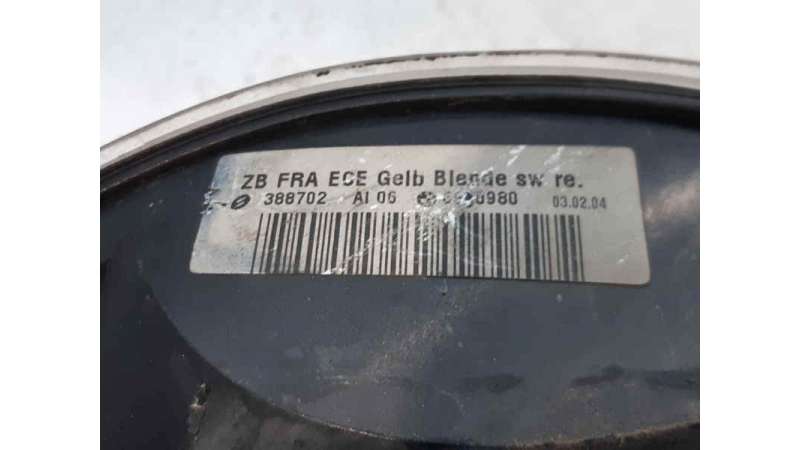 ZB FRA ECE Gelb Blende sw re.
388702 AI 06 03.02.04